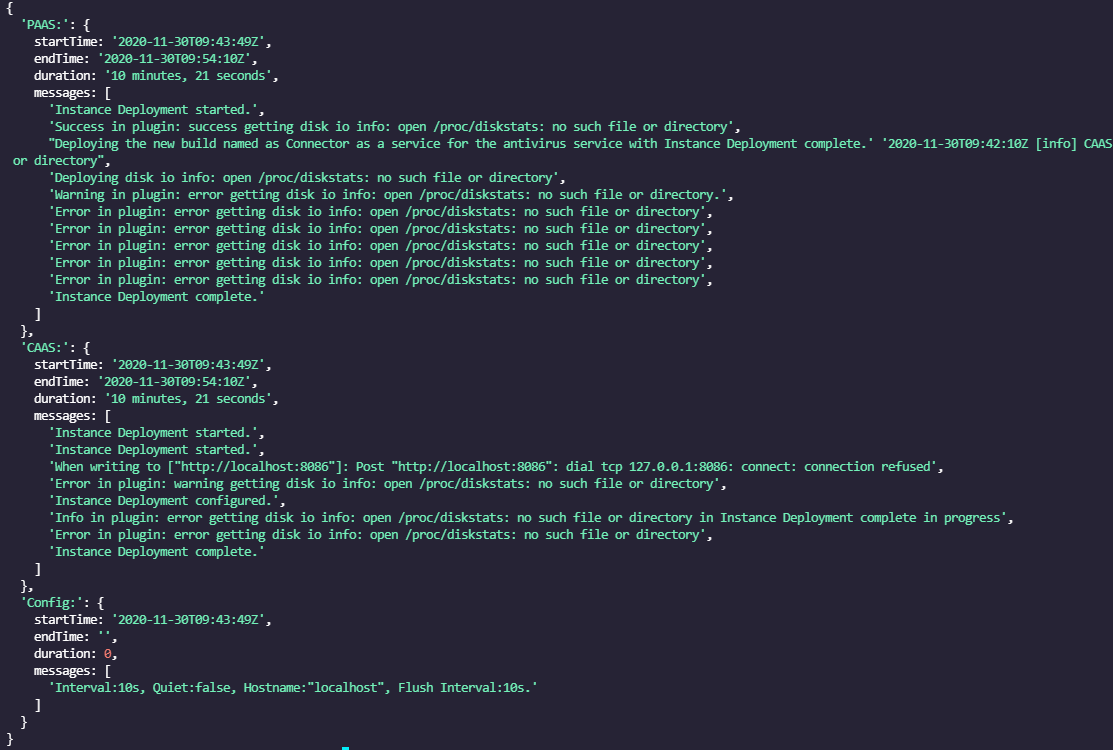 {
  'PAAS:': {
    startTime: '2020-11-30T09:43:49Z',
    endTime: '2020-11-30T09:54:10Z',
    duration: '10 minutes, 21 seconds',
    messages: [
      'Instance Deployment started.',
      'Success in plugin: success getting disk io info: open /proc/diskstats: no such file or directory',
      "Deploying the new build named as Connector as a service for the antivirus service with Instance Deployment complete.' '2020-11-30T09:42:10Z [info] CAAS
 or directory",
      'Deploying disk io info: open /proc/diskstats: no such file or directory',
      'Warning in plugin: error getting disk io info: open /proc/diskstats: no such file or directory.',
      'Error in plugin: error getting disk io info: open /proc/diskstats: no such file or directory',
      'Error in plugin: error getting disk io info: open /proc/diskstats: no such file or directory',
      'Error in plugin: error getting disk io info: open /proc/diskstats: no such file or directory',
      'Error in plugin: error getting disk io info: open /proc/diskstats: no such file or directory',
      'Error in plugin: error getting disk io info: open /proc/diskstats: no such file or directory',
      'Instance Deployment complete.'
    ]
  },
  'CAAS:': {
    startTime: '2020-11-30T09:43:49Z',
    endTime: '2020-11-30T09:54:10Z',
    duration: '10 minutes, 21 seconds',
    messages: [
      'Instance Deployment started.',
      'Instance Deployment started.',
      'When writing to ["http://localhost:8086"]: Post "http://localhost:8086": dial tcp 127.0.0.1:8086: connect: connection refused',
      'Error in plugin: warning getting disk io info: open /proc/diskstats: no such file or directory',
      'Instance Deployment configured.',
      'Info in plugin: error getting disk io info: open /proc/diskstats: no such file or directory in Instance Deployment complete in progress',
      'Error in plugin: error getting disk io info: open /proc/diskstats: no such file or directory',
      'Instance Deployment complete.'
    ]
  },
  'Config:': {
    startTime: '2020-11-30T09:43:49Z',
    endTime: '',
    duration: 0,
    messages: [
      'Interval:10s, Quiet:false, Hostname:"localhost", Flush Interval:10s.'
    ]
  }
}